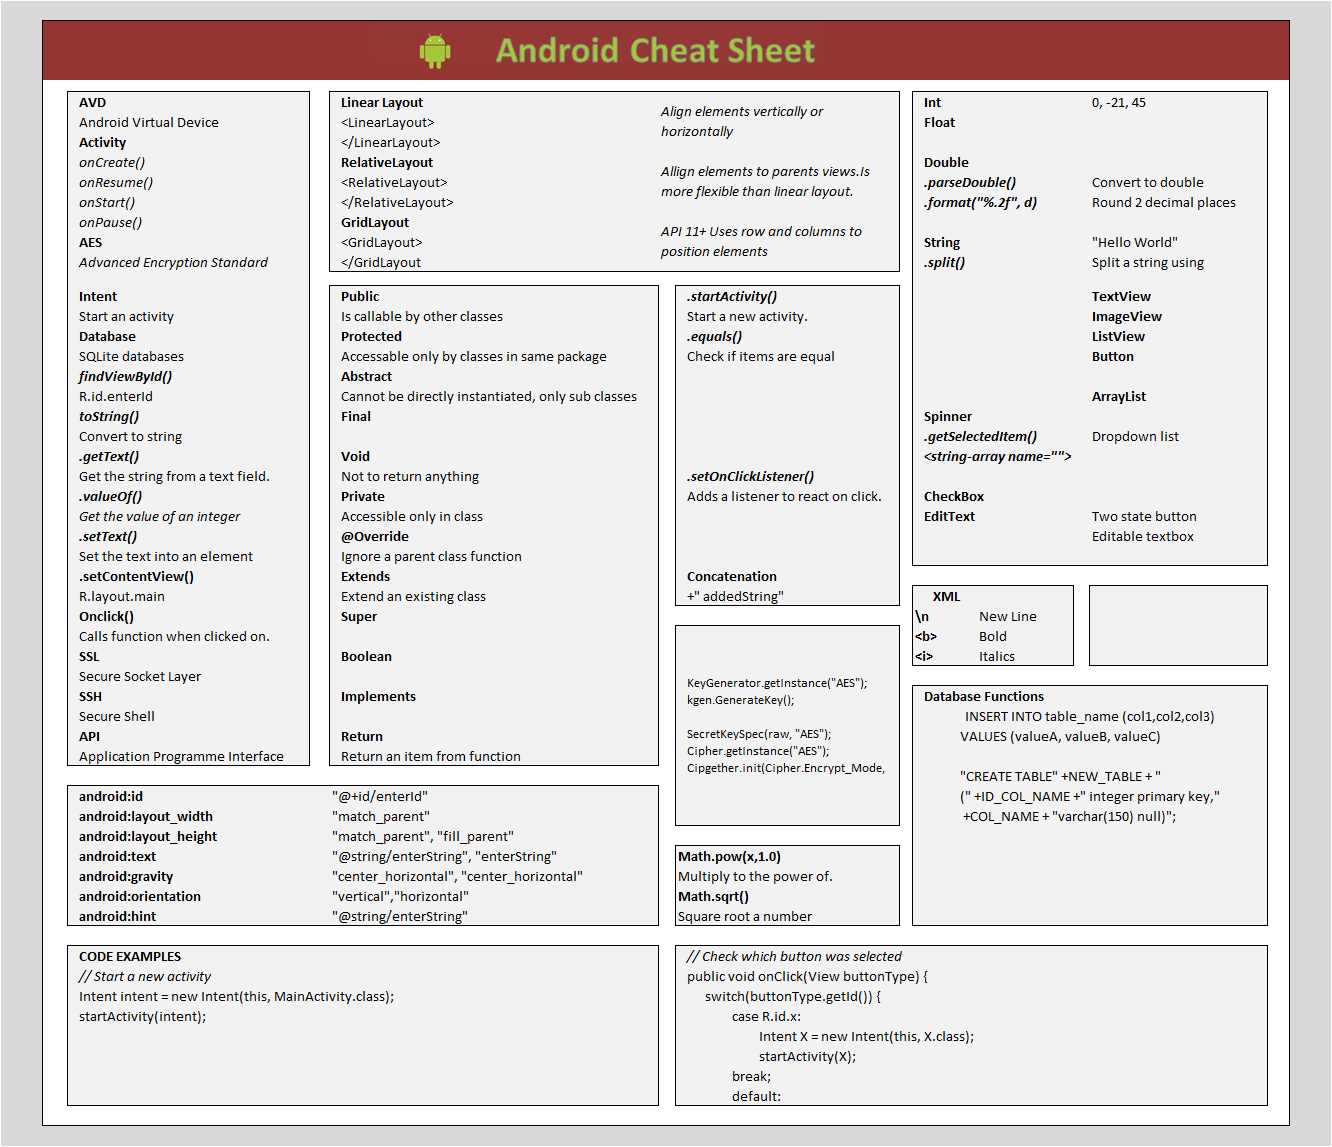 Android Cheat Sheet
AVD
Android Virtual Device
Activity
onCreate()
onResume()
onStart()
onPause()
AES
Advanced Encryption Standard
Intent
Start an activity
Database
SQLite databases
findViewById()
R.id.enterId
toString()
Convert to string
.getText()
Get the string from a text field.
.valueOf()
Get the value of an integer
.setText()
Set the text into an element
.setContentView()
R.layout.main
Onclick()
Calls function when clicked on.
SSL
Secure Socket Layer
SSH
Secure Shell
API
Application Programme Interface
Linear Layout
<LinearLayout>
</LinearLayout>
Align elements vertically or
horizontally
RelativeLayout
<RelativeLayout>
</RelativeLayout>
Allign elements to parents views.Is
more flexible than linear layout.
GridLayout
<GridLayout>
</GridLayout
API 11+ Uses row and columns to
position elements
Public
Is callable by other classes
Protected
Accessable only by classes in same package
Abstract
Cannot be directly instantiated, only sub classes
Final
Void
Not to return anything
Private
Accessible only in class
@Override
Ignore a parent class function
Extends
Extend an existing class
Super
Boolean
Implements
Return
Return an item from function
.startActivity()
Start a new activity.
.equals()
Check if items are equal
.setOnClickListener()
Adds a listener to react on click.
Concatenation
+" addedString"
KeyGenerator.getInstance("AES");
kgen.GenerateKey();
SecretKeySpec(raw, "AES");
Cipher.getInstance("AES");
Cipgether.init(Cipher.Encrypt_Mode,
Math.pow(x,1.0)
Multiply to the power of.
Math.sqrt()
Square root a number
Int 0, -21, 45
Float
Double
.parseDouble() Convert to double
.format("%.2f", d) Round 2 decimal places
String "Hello World"
.split() Split a string using
TextView
ImageView
ListView
Button
ArrayList
Spinner
.getSelectedItem() Dropdown list
<string-array name="">
CheckBox
EditText Two state button
Editable textbox
XML
\n New Line
<b> Bold
<i> Italics
Database Functions
INSERT INTO table_name (col1,col2,col3)
VALUES (valueA, valueB, valueC)
"CREATE TABLE" +NEW_TABLE + "
(" +ID_COL_NAME +" integer primary key,"
+COL_NAME + "varchar(150) null)";
android:id "@+id/enterId"
android:layout_width "match_parent"
android:layout_height "match_parent", "fill_parent"
android:text "@string/enterString", "enterString"
android:gravity "center_horizontal", "center_horizontal"
android:orientation "vertical","horizontal"
android:hint "@string/enterString"
CODE EXAMPLES
// Start a new activity
Intent intent = new Intent(this, MainActivity.class);
startActivity(intent);
// Check which button was selected
public void onClick(View buttonType) {
switch(buttonType.getId()) {
case R.id.x:
Intent X = new Intent(this, X.class);
startActivity(X);
break;
default: